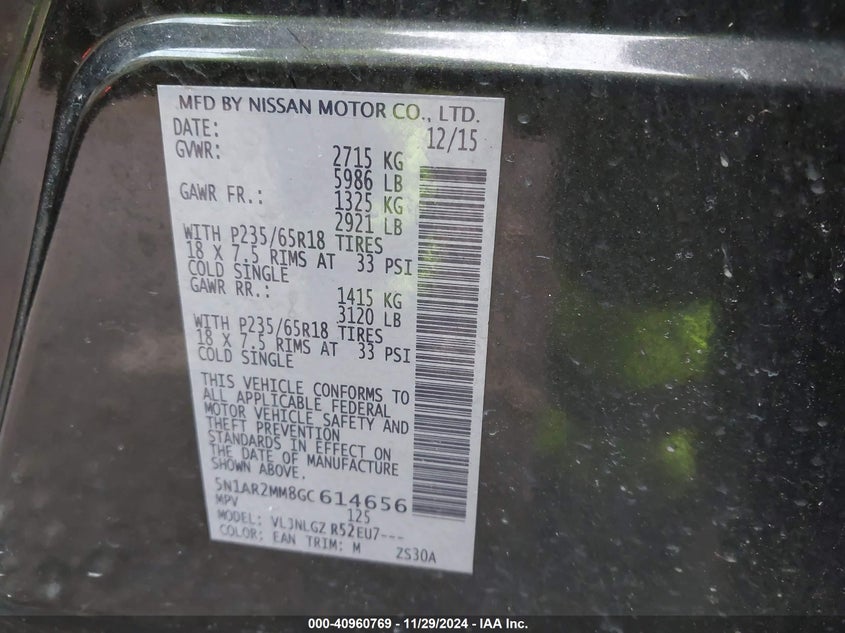 MFD BY NISSAN MOTOR CO., LTD.
DATE: 12/15
GVWR: 2715 KG
5986 LB
GAWR FR.: 1325 KG
2921 LB
WITH P235/65R18 TIRES
18 X 7.5 RIMS AT 33 PSI
COLD SINGLE
GAWR RR.: 1415 KG
3120 LB
WITH P235/65R18 TIRES
18 X 7.5 RIMS AT 33 PSI
COLD SINGLE
THIS VEHICLE CONFORMS TO
ALL APPLICABLE FEDERAL
MOTOR VEHICLE SAFETY AND
THEFT PREVENTION
STANDARDS IN EFFECT ON
THE DATE OF MANUFACTURE
SHOWN ABOVE.
5N1AR2MM8GC614656
MPV 125
MODEL: VLJNLGZ R52EU7---
COLOR: EAN TRIM: M ZS30A
000-40960769 - 11/29/2024 - IAA Inc.